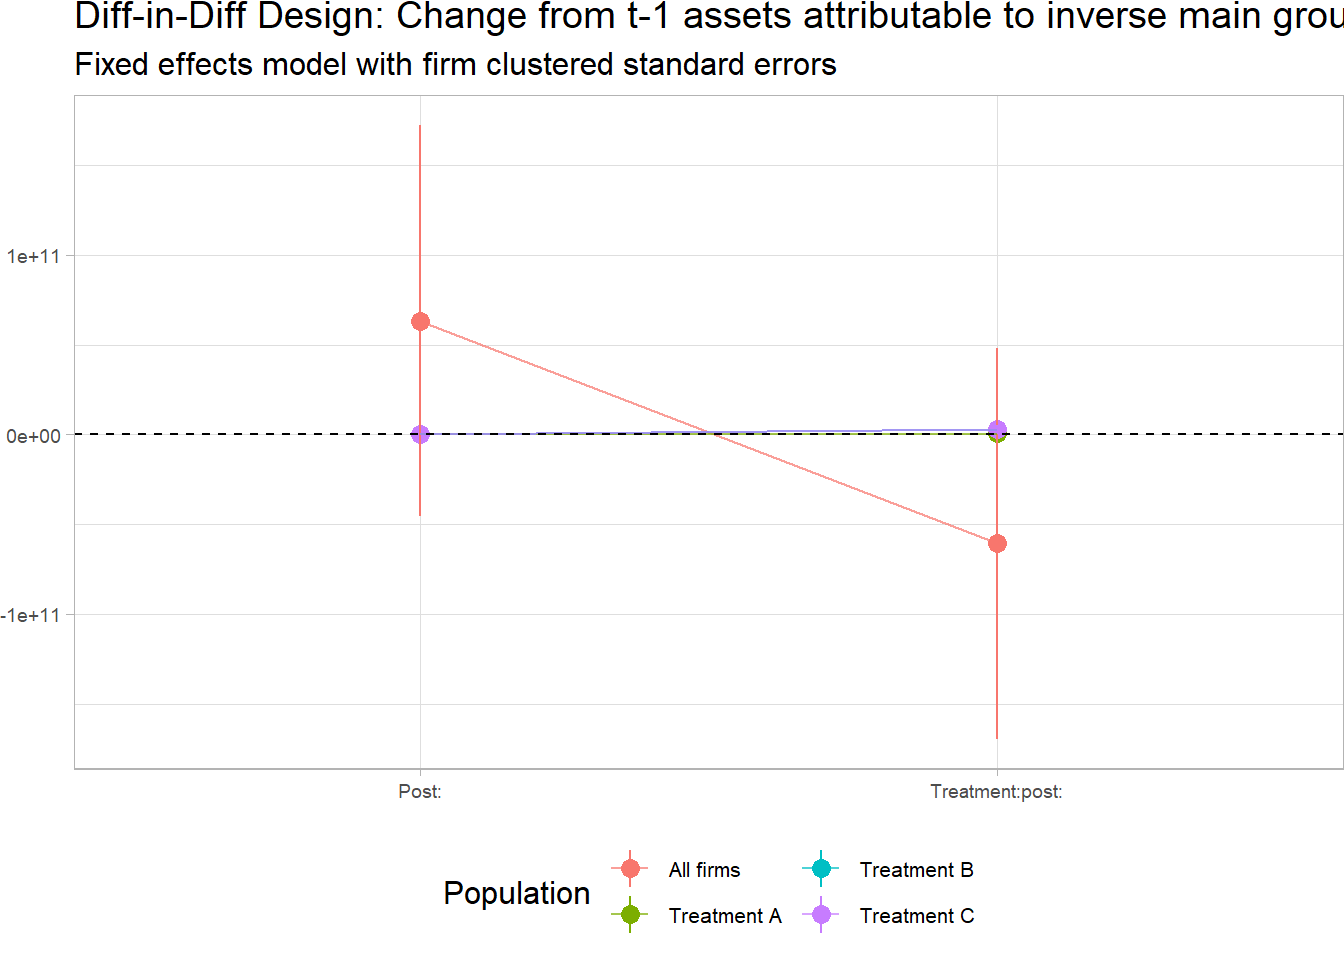 Diff-in-Diff Design: Change from t-1 assets attributable to inverse main grou
Fixed effects model with firm clustered standard errors
1e+11
0e+00
-1e+11
Post:
Treatment:post:
Population
All firms
Treatment A
Treatment B
Treatment C